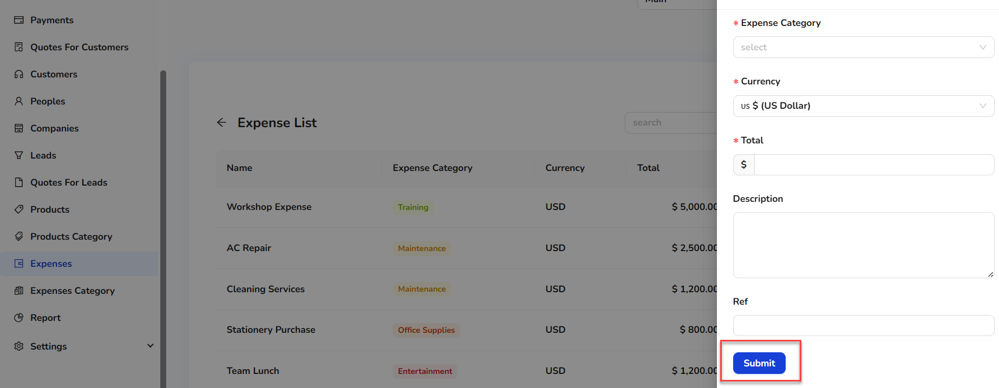 Payments
Quotes For Customers
Customers
Peoples
Companies
Leads
Quotes For Leads
Products
Products Category
Expenses
Expenses Category
Report
Settings
Main
Expense List
search
Name Expense Category Currency Total
Workshop Expense Training USD $ 5,000.00
AC Repair Maintenance USD $ 2,500.00
Cleaning Services Maintenance USD $ 1,200.00
Stationery Purchase Office Supplies USD $ 800.00
Team Lunch Entertainment USD $ 1,200.00
* Expense Category
select
* Currency
US $ (US Dollar)
* Total
$
Description
Ref
Submit